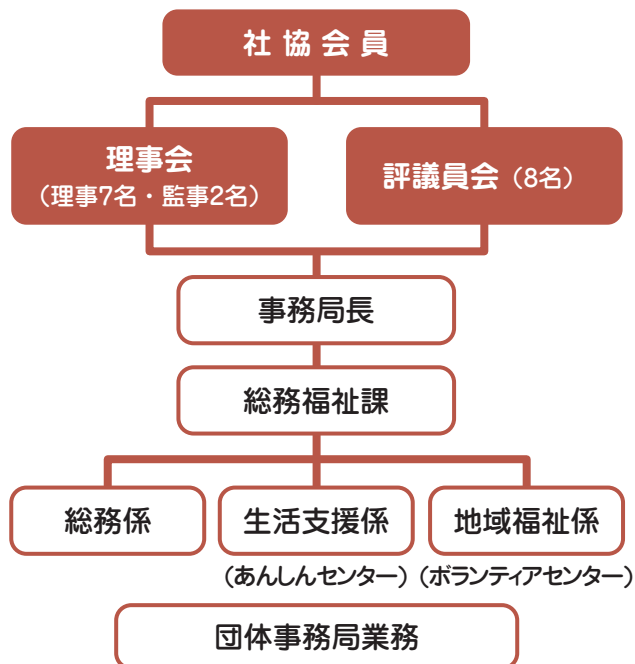 社協会員
理事会
（理事7名・監事2名）
評議員会（8名）
事務局長
総務福祉課
総務係
生活支援係
地域福祉係
（あんしんセンター）
（ボランティアセンター）
団体事務局業務